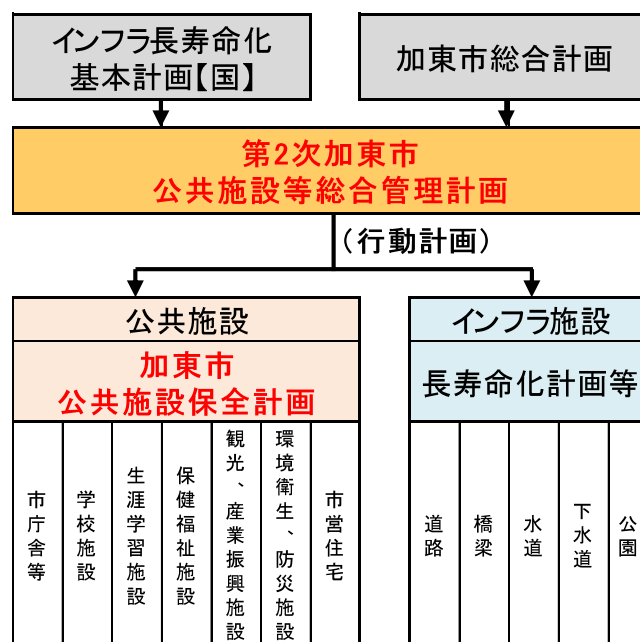 インフラ長寿命化
基本計画【国】
加東市総合計画
第2次加東市
公共施設等総合管理計画
(行動計画)
公共施設
加東市
公共施設保全計画
市庁舎等
学校施設
生涯学習施設
保健福祉施設
観光、産業振興施設
環境衛生、防災施設
市営住宅
インフラ施設
長寿命化計画等
道路
橋梁
水道
下水道
公園